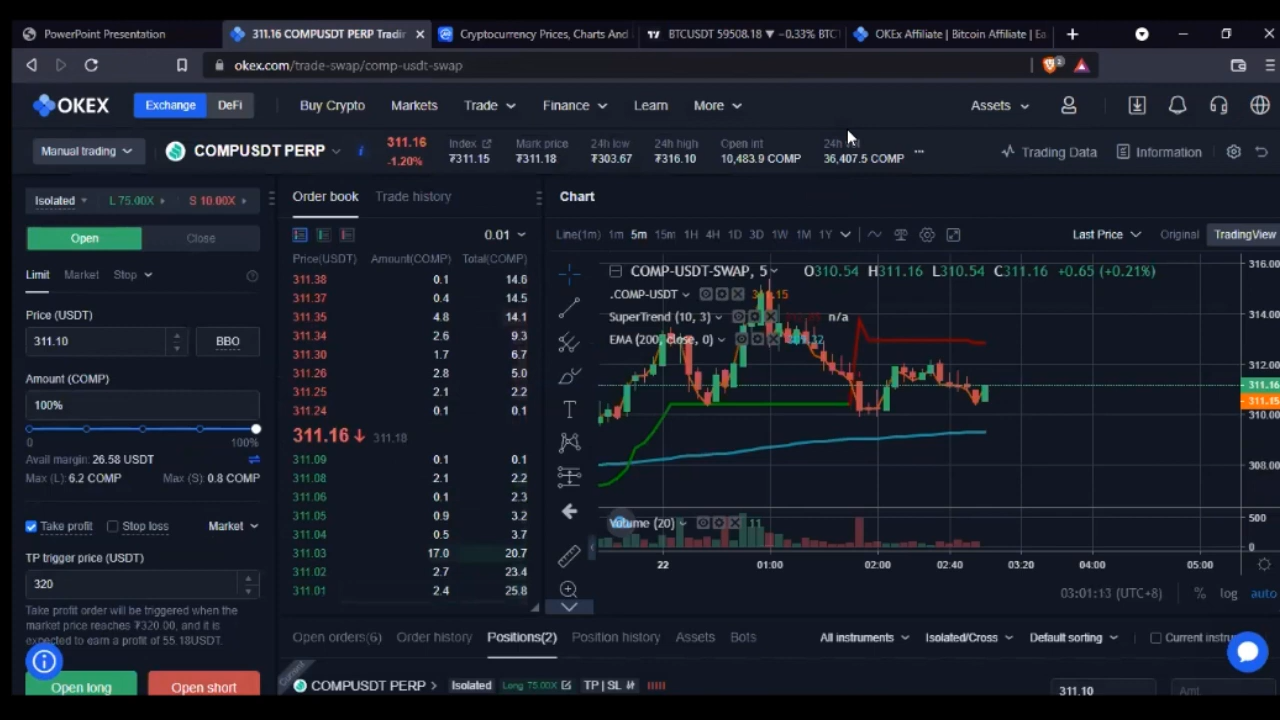 PowerPoint Presentation
311.16 COMPUSDT PERP Tradin
Cryptocurrency Prices, Charts And
BTCUSDT 59508.18 ▼ −0.33% BTC
OKEx Affiliate | Bitcoin Affiliate | Ea
okex.com/trade-swap/comp-usdt-swap
OKEX
Exchange
DeFi
Buy Crypto
Markets
Trade
Finance
Learn
More
Assets
Manual trading
COMPUSDT PERP
311.16
-1.20%
Index
₮311.15
Mark price
₮311.18
24h low
₮303.67
24h high
₮316.10
Open int
10,483.9 COMP
36,407.5 COMP
Trading Data
Information
Isolated
L 75.00X
S 10.00X
Open
Close
Limit
Market
Stop
Price (USDT)
311.10
BBO
Amount (COMP)
100%
0
100%
Avail margin: 26.58 USDT
Max (L): 6.2 COMP
Max (S): 0.8 COMP
Take profit
Stop loss
Market
TP trigger price (USDT)
320
Take profit order will be triggered when the
market price reaches ₮320.00, and it is
expected to earn a profit of 55.18USDT.
Open long
Open short
Order book
Trade history
0.01
Price(USDT) Amount(COMP) Total(COMP)
311.38 0.1 14.6
311.37 0.4 14.5
311.35 4.8 14.1
311.34 2.6 9.3
311.30 1.7 6.7
311.26 2.8 5.0
311.25 2.1 2.2
311.24 0.1 0.1
311.16 311.18
311.09 0.1 0.1
311.08 2.1 2.2
311.06 0.1 2.3
311.05 0.9 3.2
311.04 0.5 3.7
311.03 17.0 20.7
311.02 2.7 23.4
311.01 2.4 25.8
Chart
Line(1m) 1m 5m 15m 1H 4H 1D 3D 1W 1M 1Y
Last Price
Original
TradingView
COMP-USDT-SWAP, 5
O310.54 H311.16 L310.54 C311.16 +0.65 (+0.21%)
.COMP-USDT
SuperTrend (10, 3)
n/a
EMA (200, close, 0)
316.00
314.00
312.00
311.16
311.15
310.00
308.00
Volume (20)
11
500
0
22 01:00 02:00 02:40 03:20 04:00 05:00
03:01:13 (UTC+8)
%
log
auto
Open orders(6)
Order history
Positions(2)
Position history
Assets
Bots
All instruments
Isolated/Cross
Default sorting
Current instru
COMPUSDT PERP
Isolated
Long 75.00X
TP | SL
311.10
Amt